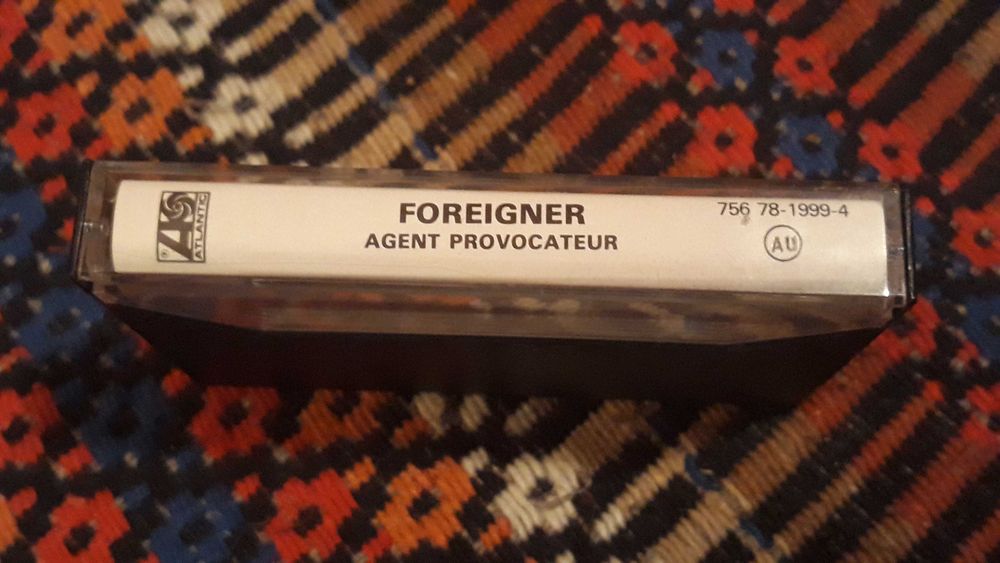 ATLANTIC
®
FOREIGNER
AGENT PROVOCATEUR
756 78-1999-4
AU